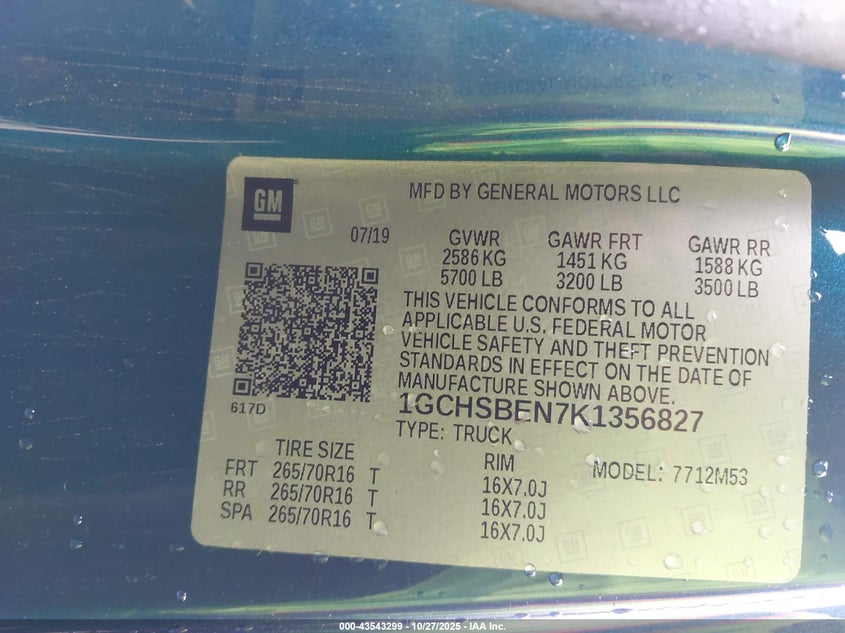 GM
MFD BY GENERAL MOTORS LLC
07/19
GVWR GAWR FRT GAWR RR
2586 KG 1451 KG 1588 KG
5700 LB 3200 LB 3500 LB
THIS VEHICLE CONFORMS TO ALL
APPLICABLE U.S. FEDERAL MOTOR
VEHICLE SAFETY AND THEFT PREVENTION
STANDARDS IN EFFECT ON THE DATE OF
MANUFACTURE SHOWN ABOVE.
617D
1GCHSBEN7K1356827
TYPE: TRUCK
TIRE SIZE RIM MODEL: 7712M53
FRT 265/70R16 T 16X7.0J
RR 265/70R16 T 16X7.0J
SPA 265/70R16 T 16X7.0J
000-43543299 - 10/27/2025 - IAA Inc.